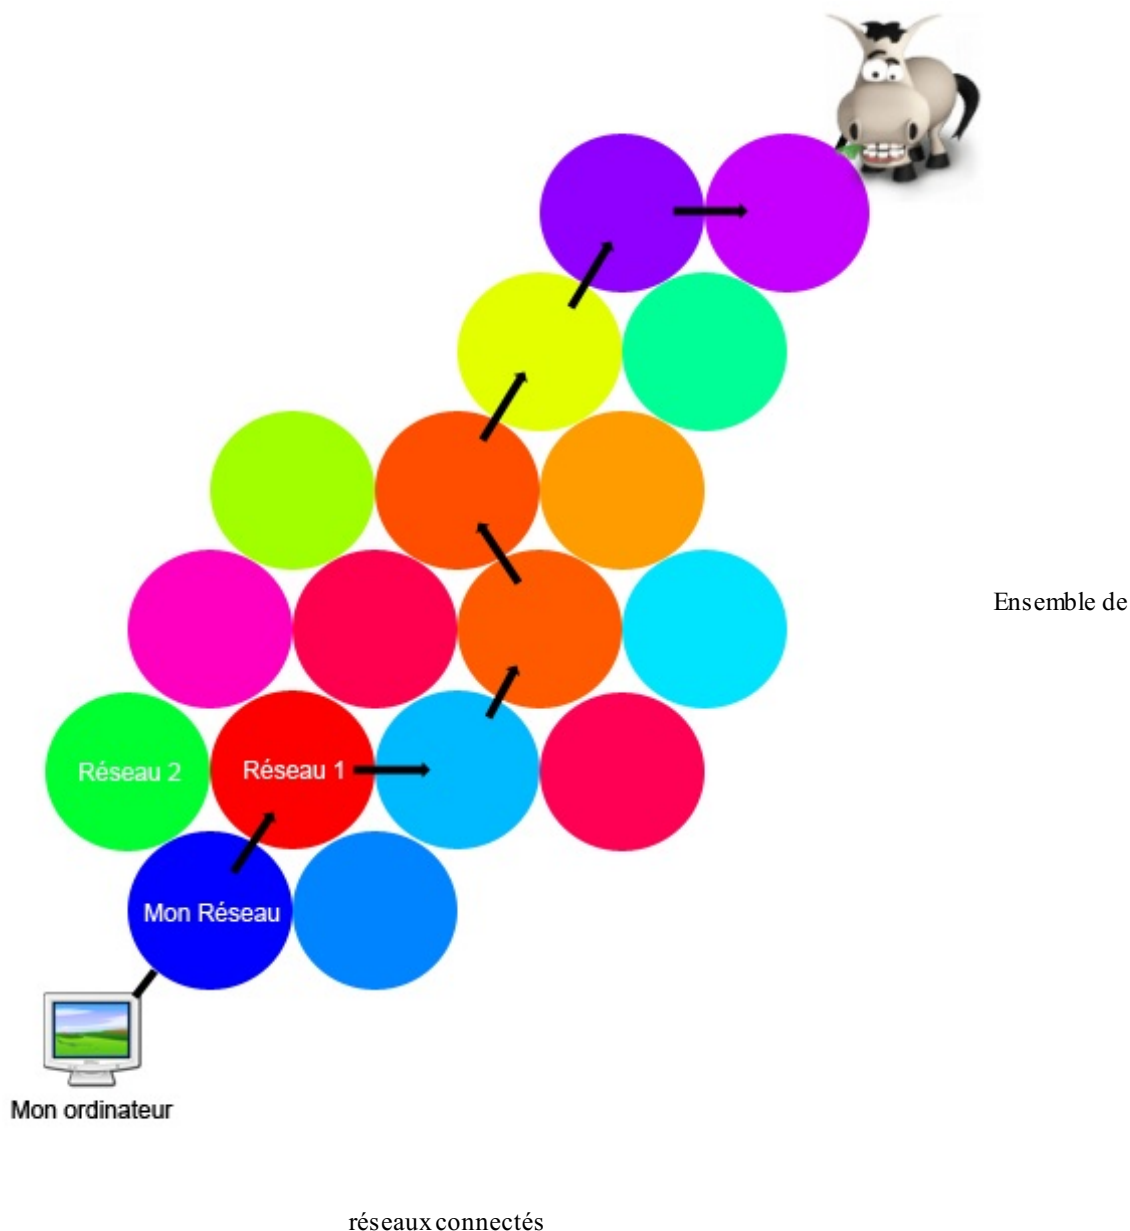 Ensemble de
Réseau 2
Réseau 1
Mon Réseau
Mon ordinateur
réseaux connectés